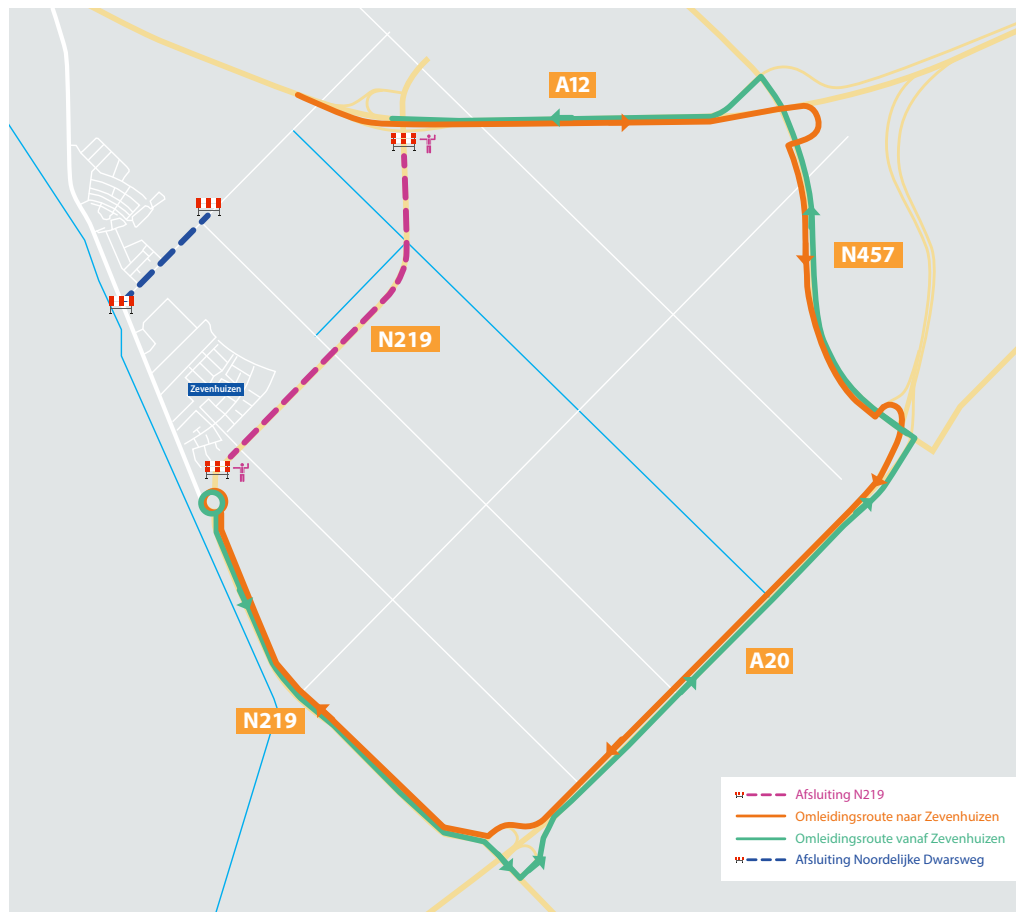 A12
N457
N219
Zevenhuizen
A20
N219
Afsluiting N219
Omleidingsroute naar Zevenhuizen
Omleidingsroute vanaf Zevenhuizen
Afsluiting Noordelijke Dwarsweg